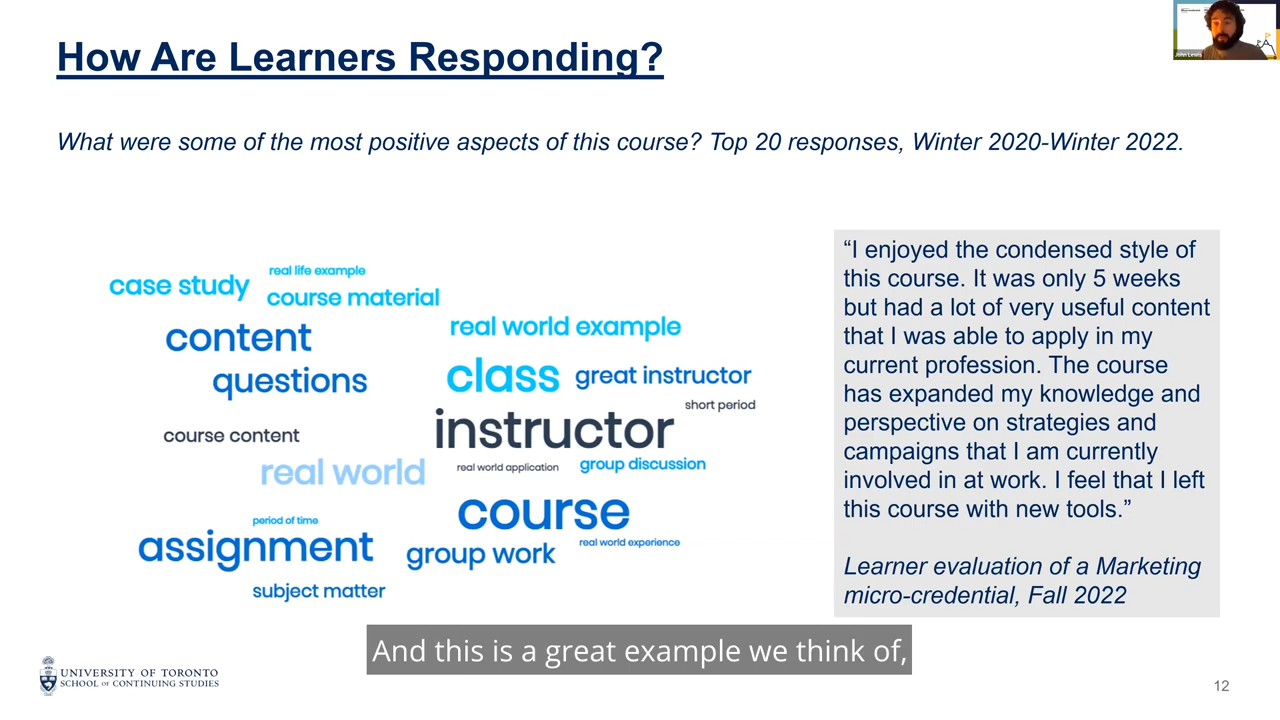 How Are Learners Responding?
John Lewis
What were some of the most positive aspects of this course? Top 20 responses, Winter 2020-Winter 2022.
real life example
case study
course material
content
real world example
questions
class
great instructor
short period
course content
instructor
real world
real world application
group discussion
period of time
course
assignment
group work
real world experience
subject matter
“I enjoyed the condensed style of
this course. It was only 5 weeks
but had a lot of very useful content
that I was able to apply in my
current profession. The course
has expanded my knowledge and
perspective on strategies and
campaigns that I am currently
involved in at work. I feel that I left
this course with new tools.”
Learner evaluation of a Marketing
micro-credential, Fall 2022
And this is a great example we think of,
UNIVERSITY OF TORONTO
SCHOOL OF CONTINUING STUDIES
12